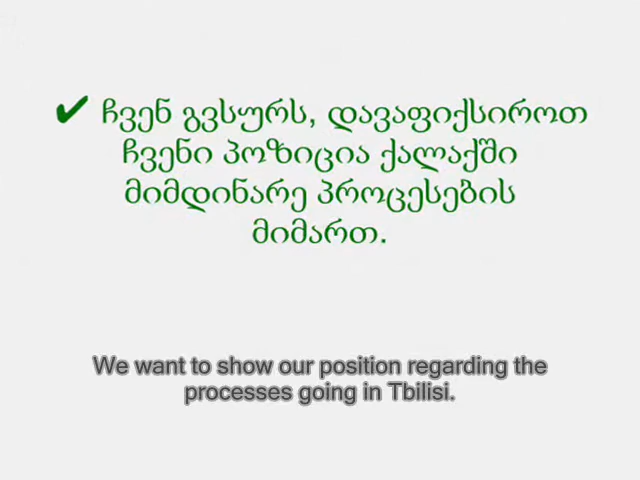 ✔ ჩვენ გვსურს, დავაფიქსიროთ
ჩვენი პოზიცია ქალაქში
მიმდინარე პროცესების
მიმართ.
We want to show our position regarding the
processes going in Tbilisi.